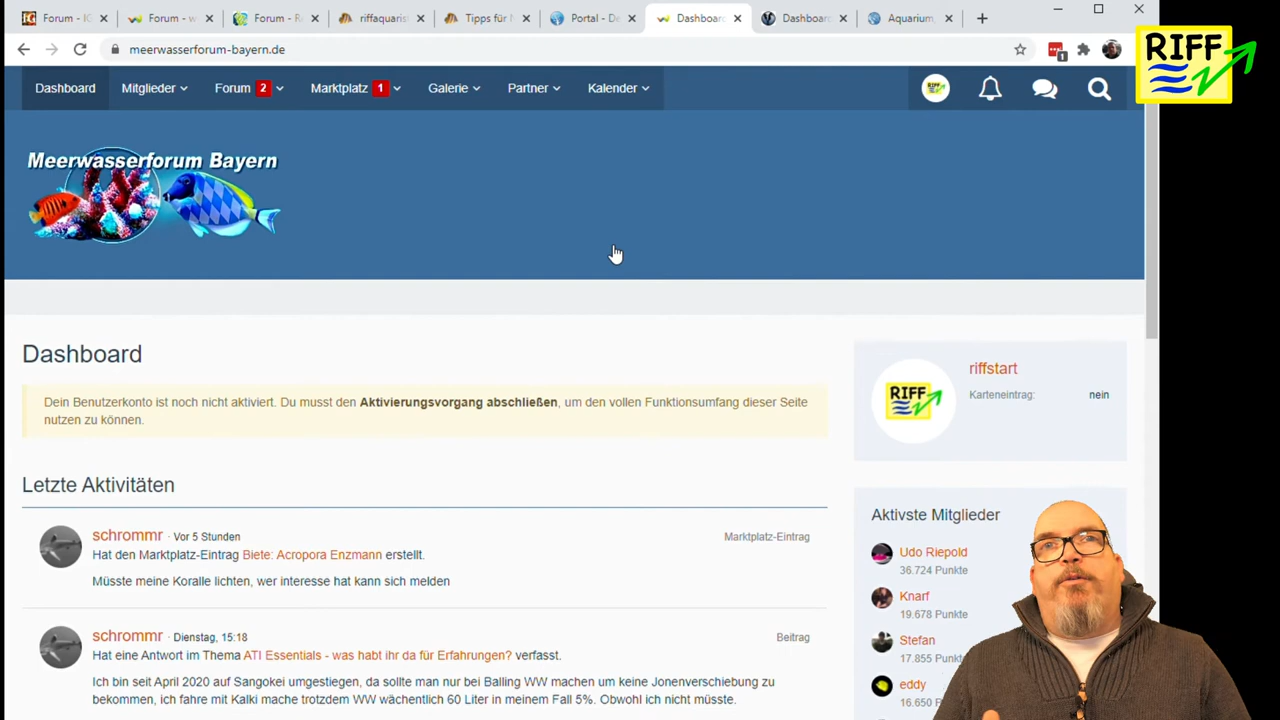 Forum - IG
Forum - w
Forum - R
riffaquaris
Tipps für N
Portal - De
Dashboard
Dashboard
Aquarium,
meerwasserforum-bayern.de
1
RIFF
Dashboard
Mitglieder
Forum 2
Marktplatz 1
Galerie
Partner
Kalender
Meerwasserforum Bayern
Dashboard
Dein Benutzerkonto ist noch nicht aktiviert. Du musst den Aktivierungsvorgang abschließen, um den vollen Funktionsumfang dieser Seite
nutzen zu können.
riffstart
RIFF
Karteneintrag: nein
Letzte Aktivitäten
schrommr · Vor 5 Stunden
Marktplatz-Eintrag
Hat den Marktplatz-Eintrag Biete: Acropora Enzmann erstellt.
Müsste meine Koralle lichten, wer interesse hat kann sich melden
schrommr · Dienstag, 15:18
Beitrag
Hat eine Antwort im Thema ATI Essentials - was habt ihr da für Erfahrungen? verfasst.
Ich bin seit April 2020 auf Sangokei umgestiegen, da sollte man nur bei Balling WW machen um keine Jonenverschiebung zu
bekommen, ich fahre mit Kalki mache trotzdem WW wächentlich 60 Liter in meinem Fall 5%. Obwohl ich nicht müsste.
Aktivste Mitglieder
Udo Riepold
36.724 Punkte
Knarf
19.678 Punkte
Stefan
17.855 Punkte
eddy
16.650